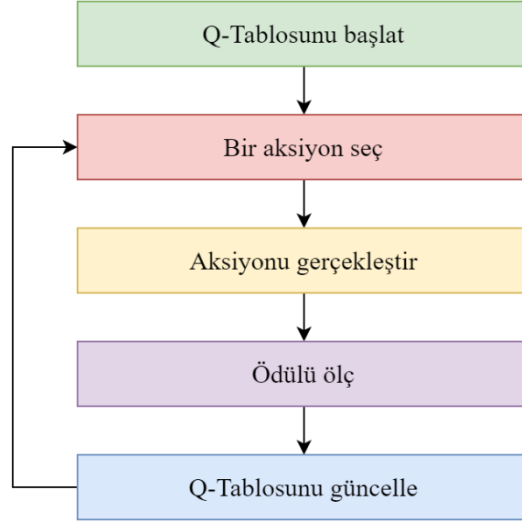 Q-Tablosunu başlat
Bir aksiyon seç
Aksiyonu gerçekleştir
Ödülü ölç
Q-Tablosunu güncelle